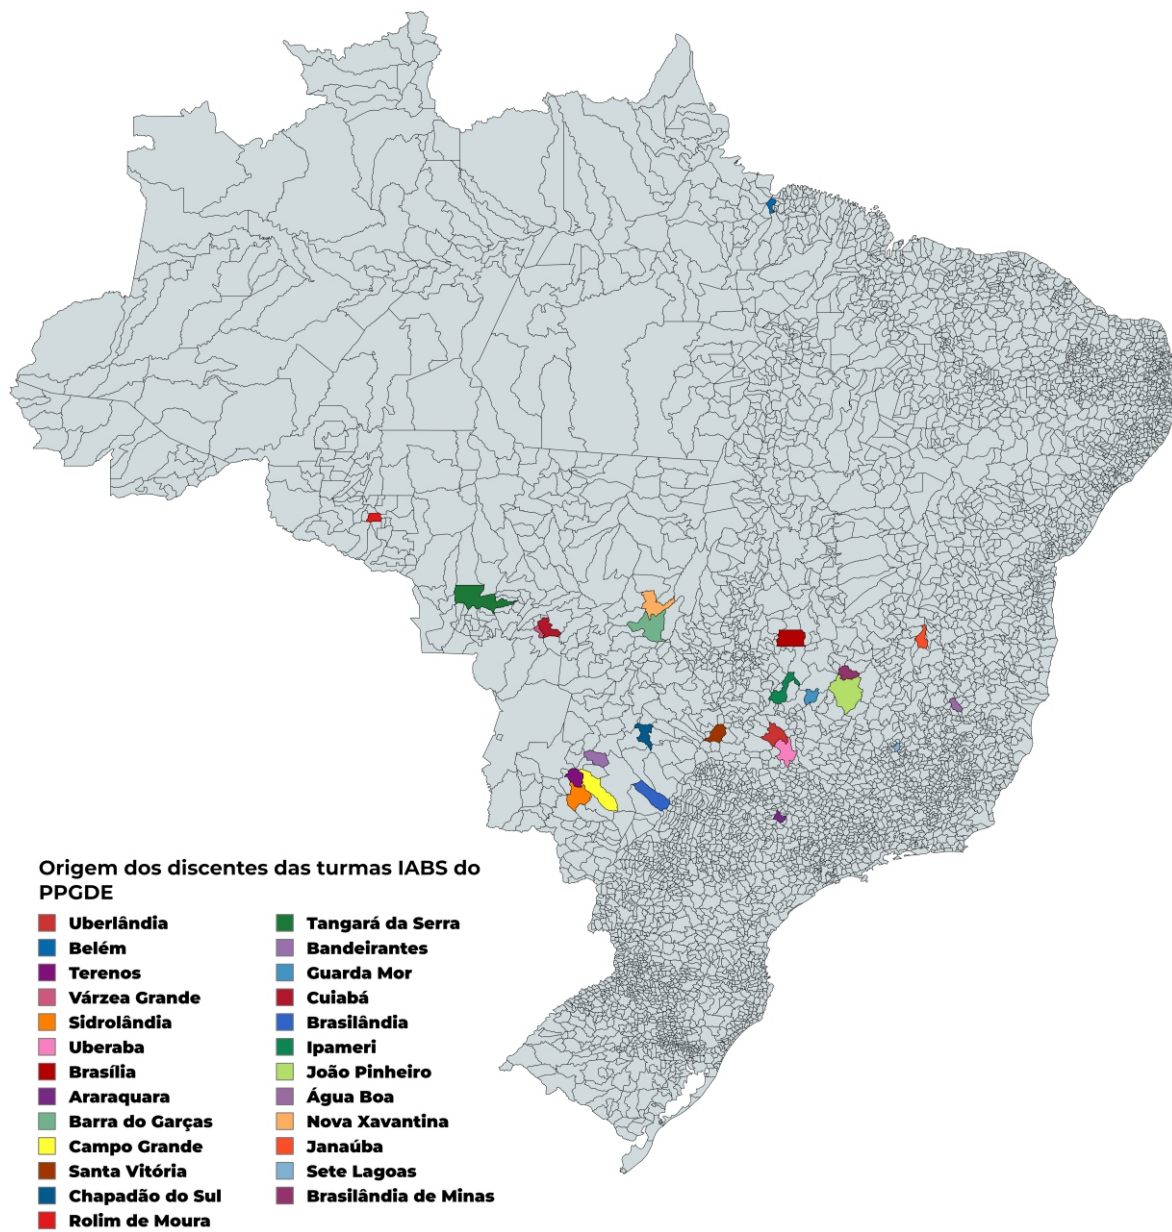 Origem dos discentes das turmas IABS do
PPGDE
Uberlândia
Belém
Terenos
Várzea Grande
Sidrolândia
Uberaba
Brasília
Araraquara
Barra do Garças
Campo Grande
Santa Vitória
Chapadão do Sul
Rolim de Moura
Tangará da Serra
Bandeirantes
Guarda Mor
Cuiabá
Brasilândia
Ipameri
João Pinheiro
Água Boa
Nova Xavantina
Janaúba
Sete Lagoas
Brasilândia de Minas